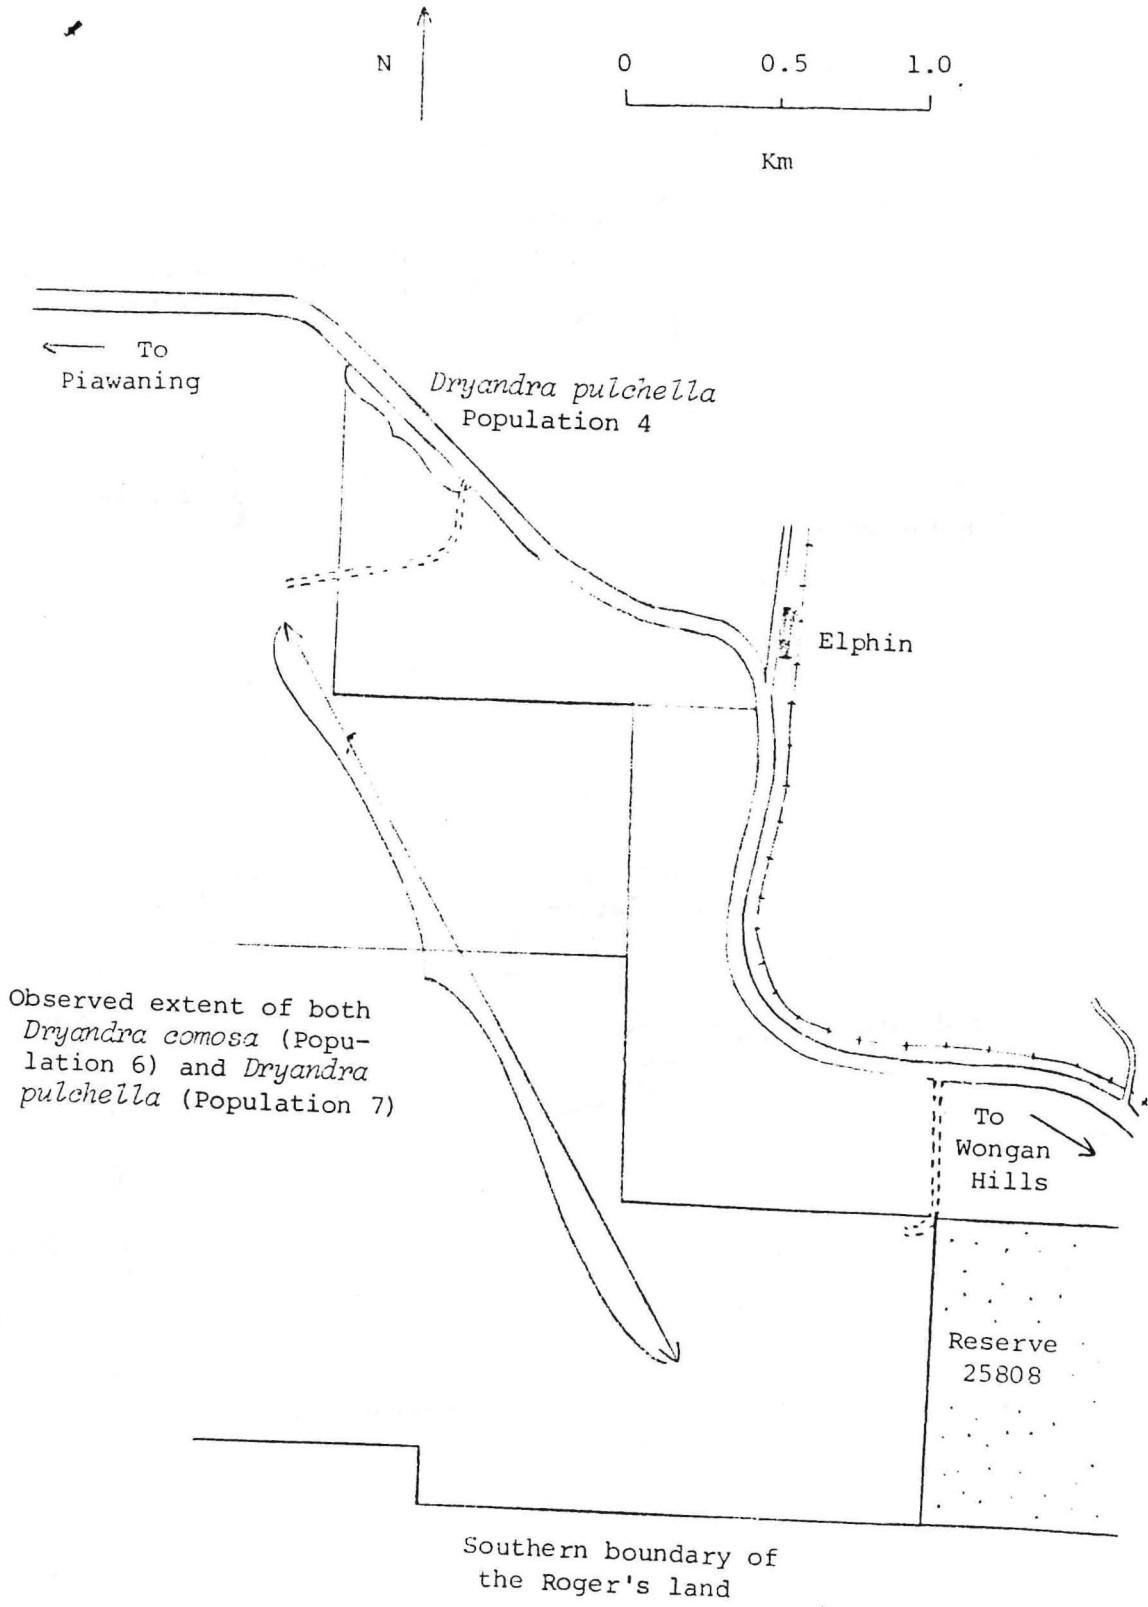 N
0 0.5 1.0
Km
To
Piawaning
Dryandra pulchella
Population 4
Elphin
Observed extent of both
Dryandra comosa (Popu-
lation 6) and Dryandra
pulchella (Population 7)
To
Wongan
Hills
Reserve
25808
Southern boundary of
the Roger's land